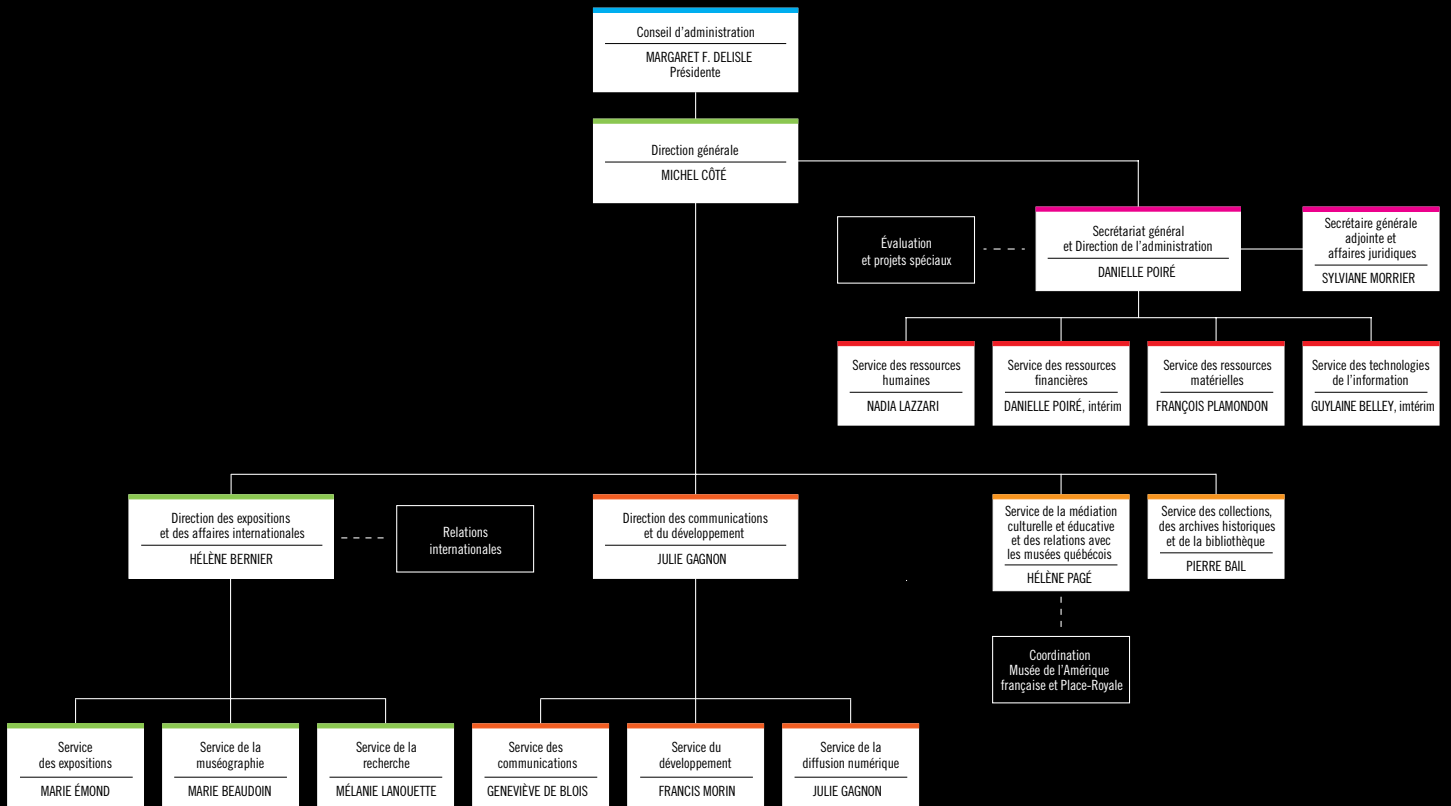 Conseil d'administration
MARGARET F. DELISLE
Présidente
Direction générale
MICHEL CÔTÉ
Évaluation
et projets spéciaux
Secrétariat général
et Direction de l'administration
DANIELLE POIRÉ
Secrétaire générale
adjointe et
affaires juridiques
SYLVIANE MORRIER
Service des ressources
humaines
NADIA LAZZARI
Service des ressources
financières
DANIELLE POIRÉ, intérim
Service des ressources
matérielles
FRANÇOIS PLAMONDON
Service des technologies
de l'information
GUYLAINE BELLEY, imtérim
Direction des expositions
et des affaires internationales
HÉLÈNE BERNIER
Relations
internationales
Direction des communications
et du développement
JULIE GAGNON
Service de la médiation
culturelle et éducative
et des relations avec
les musées québécois
HÉLÈNE PAGÉ
Service des collections,
des archives historiques
et de la bibliothèque
PIERRE BAIL
Coordination
Musée de l'Amérique
française et Place-Royale
Service
des expositions
MARIE ÉMOND
Service de la
muséographie
MARIE BEAUDOIN
Service de la
recherche
MÉLANIE LANOUETTE
Service des
communications
GENEVIÈVE DE BLOIS
Service du
développement
FRANCIS MORIN
Service de la
diffusion numérique
JULIE GAGNON